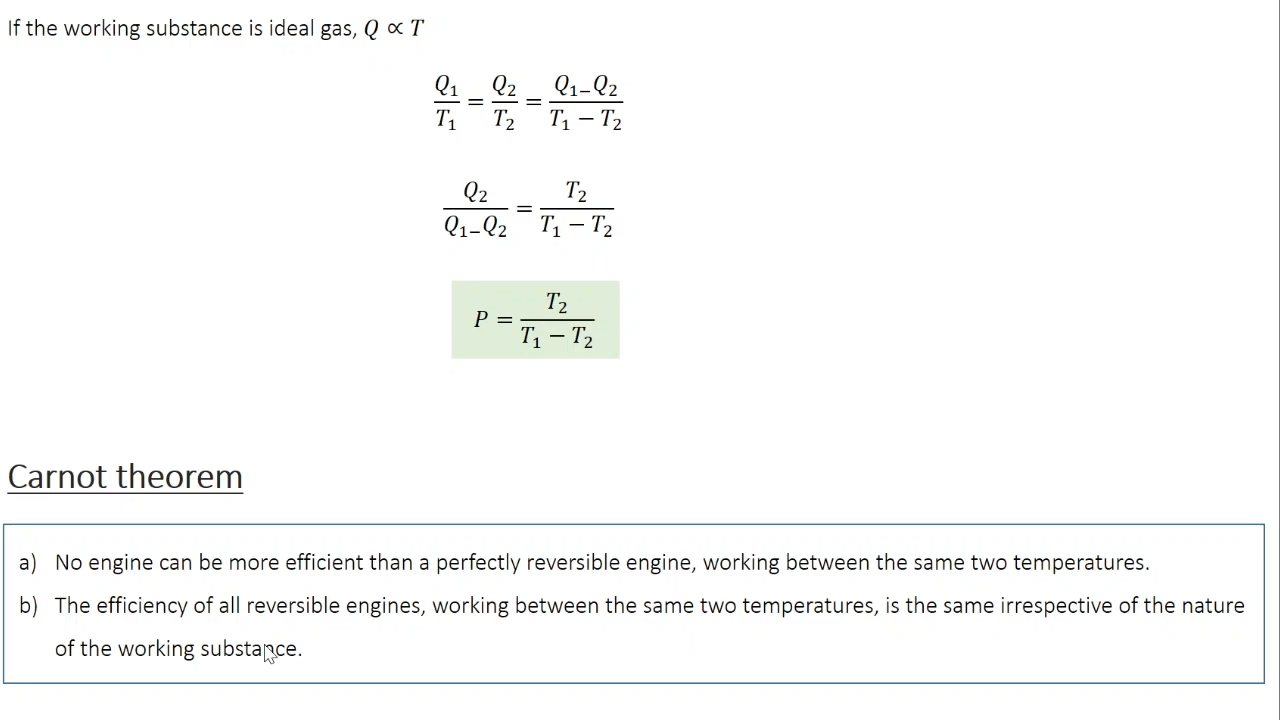 If the working substance is ideal gas, Q ∝ T
Q₁/T₁ = Q₂/T₂ = Q₁₋Q₂/T₁ − T₂
Q₂/Q₁₋Q₂ = T₂/T₁ − T₂
P = T₂/T₁ − T₂
Carnot theorem
a) No engine can be more efficient than a perfectly reversible engine, working between the same two temperatures.
b) The efficiency of all reversible engines, working between the same two temperatures, is the same irrespective of the nature
of the working substance.